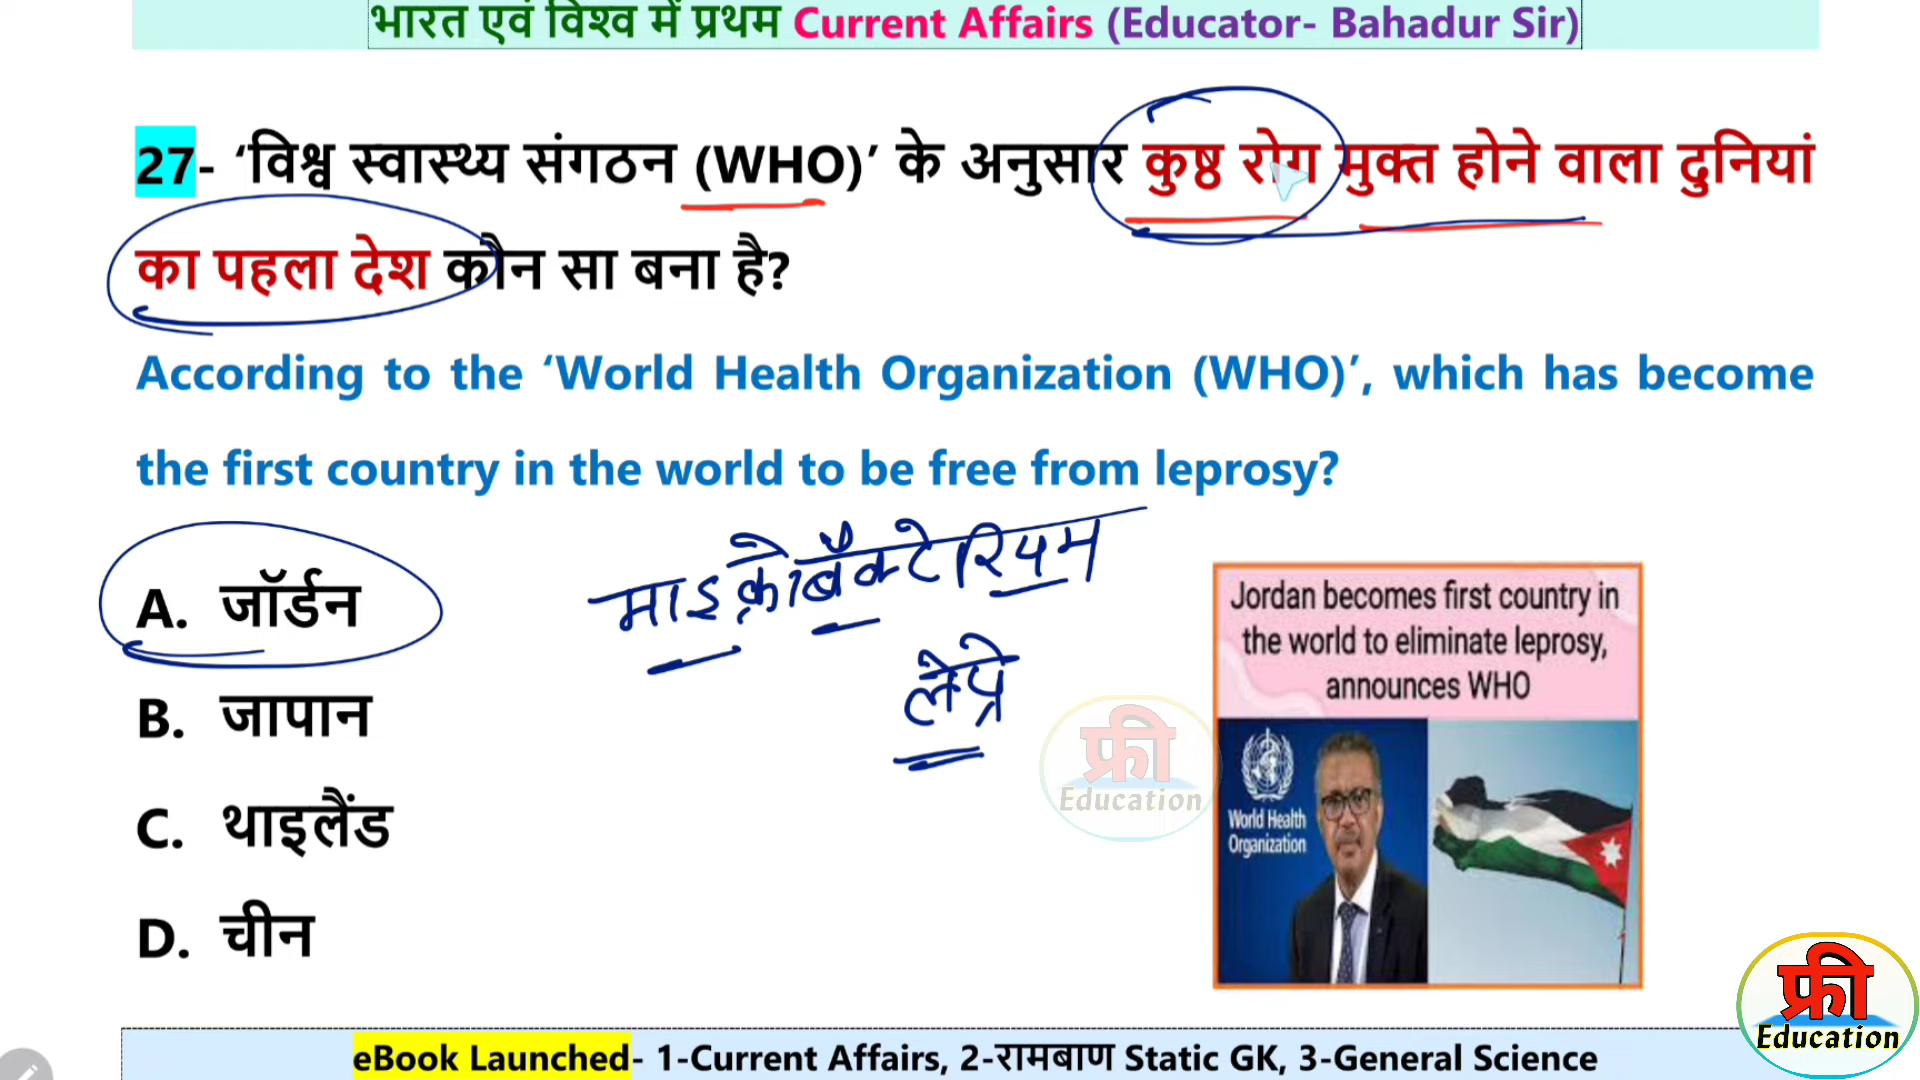 भारत एवं विश्व में प्रथम Current Affairs (Educator- Bahadur Sir)
27- ‘विश्व स्वास्थ्य संगठन (WHO)’ के अनुसार कुष्ठ रोग मुक्त होने वाला दुनियां
का पहला देश कौन सा बना है?
According to the ‘World Health Organization (WHO)’, which has become
the first country in the world to be free from leprosy?
A. जॉर्डन
B. जापान
C. थाइलैंड
D. चीन
माइक्रोबैक्टेरियम
लेप्रे
Jordan becomes first country in
the world to eliminate leprosy,
announces WHO
World Health
Organization
फ्री
Education
फ्री
Education
eBook Launched- 1-Current Affairs, 2-रामबाण Static GK, 3-General Science